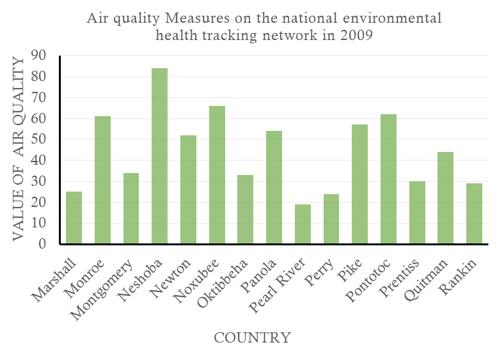 Air quality Measures on the national environmental
health tracking network in 2009
VALUE OF AIR QUALITY
90
80
70
60
50
40
30
20
10
0
Marshall
Monroe
Montgomery
Neshoba
Newton
Noxubee
Oktibbeha
Panola
Pearl River
Perry
Pike
Pontotoc
Prentiss
Quitman
Rankin
COUNTRY